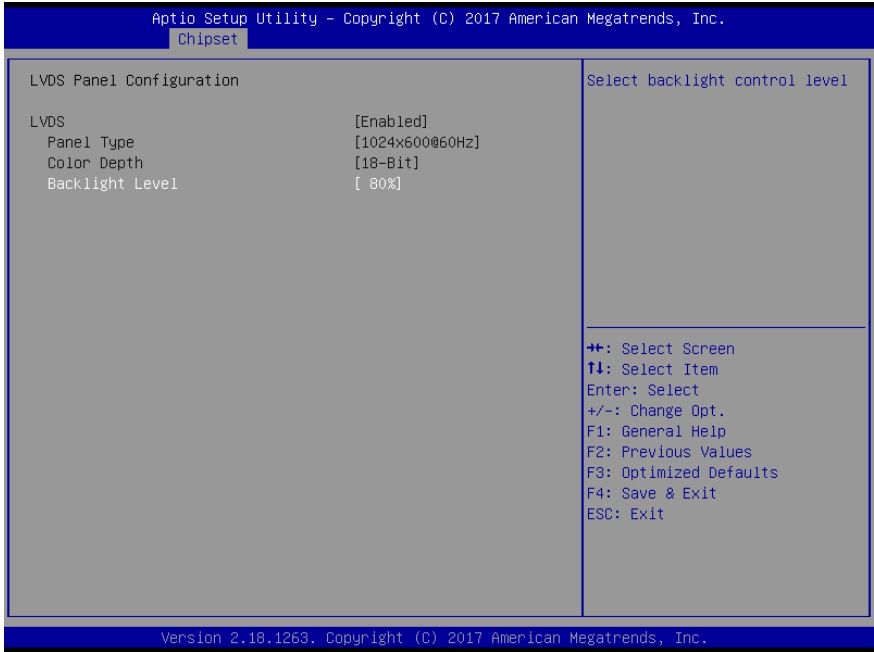 Aptio Setup Utility – Copyright (C) 2017 American Megatrends, Inc.
Chipset
LVDS Panel Configuration
LVDS [Enabled]
Panel Type [1024x600@60Hz]
Color Depth [18-Bit]
Backlight Level [ 80%]
Select backlight control level
→←: Select Screen
↑↓: Select Item
Enter: Select
+/-: Change Opt.
F1: General Help
F2: Previous Values
F3: Optimized Defaults
F4: Save & Exit
ESC: Exit
Version 2.18.1263. Copyright (C) 2017 American Megatrends, Inc.